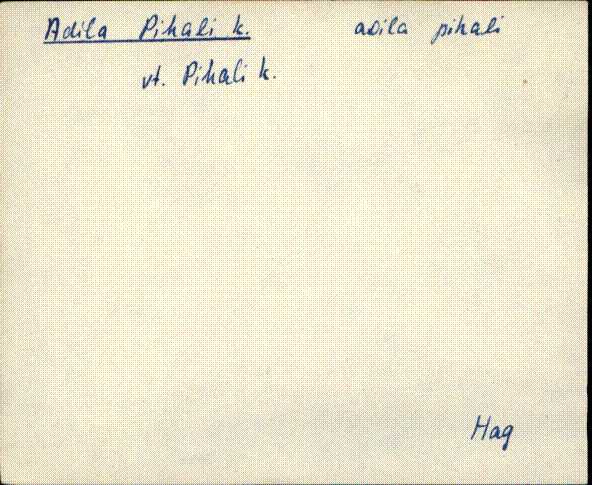 Adila Pihali k. adila pihali
vt. Pihali k.
Hag